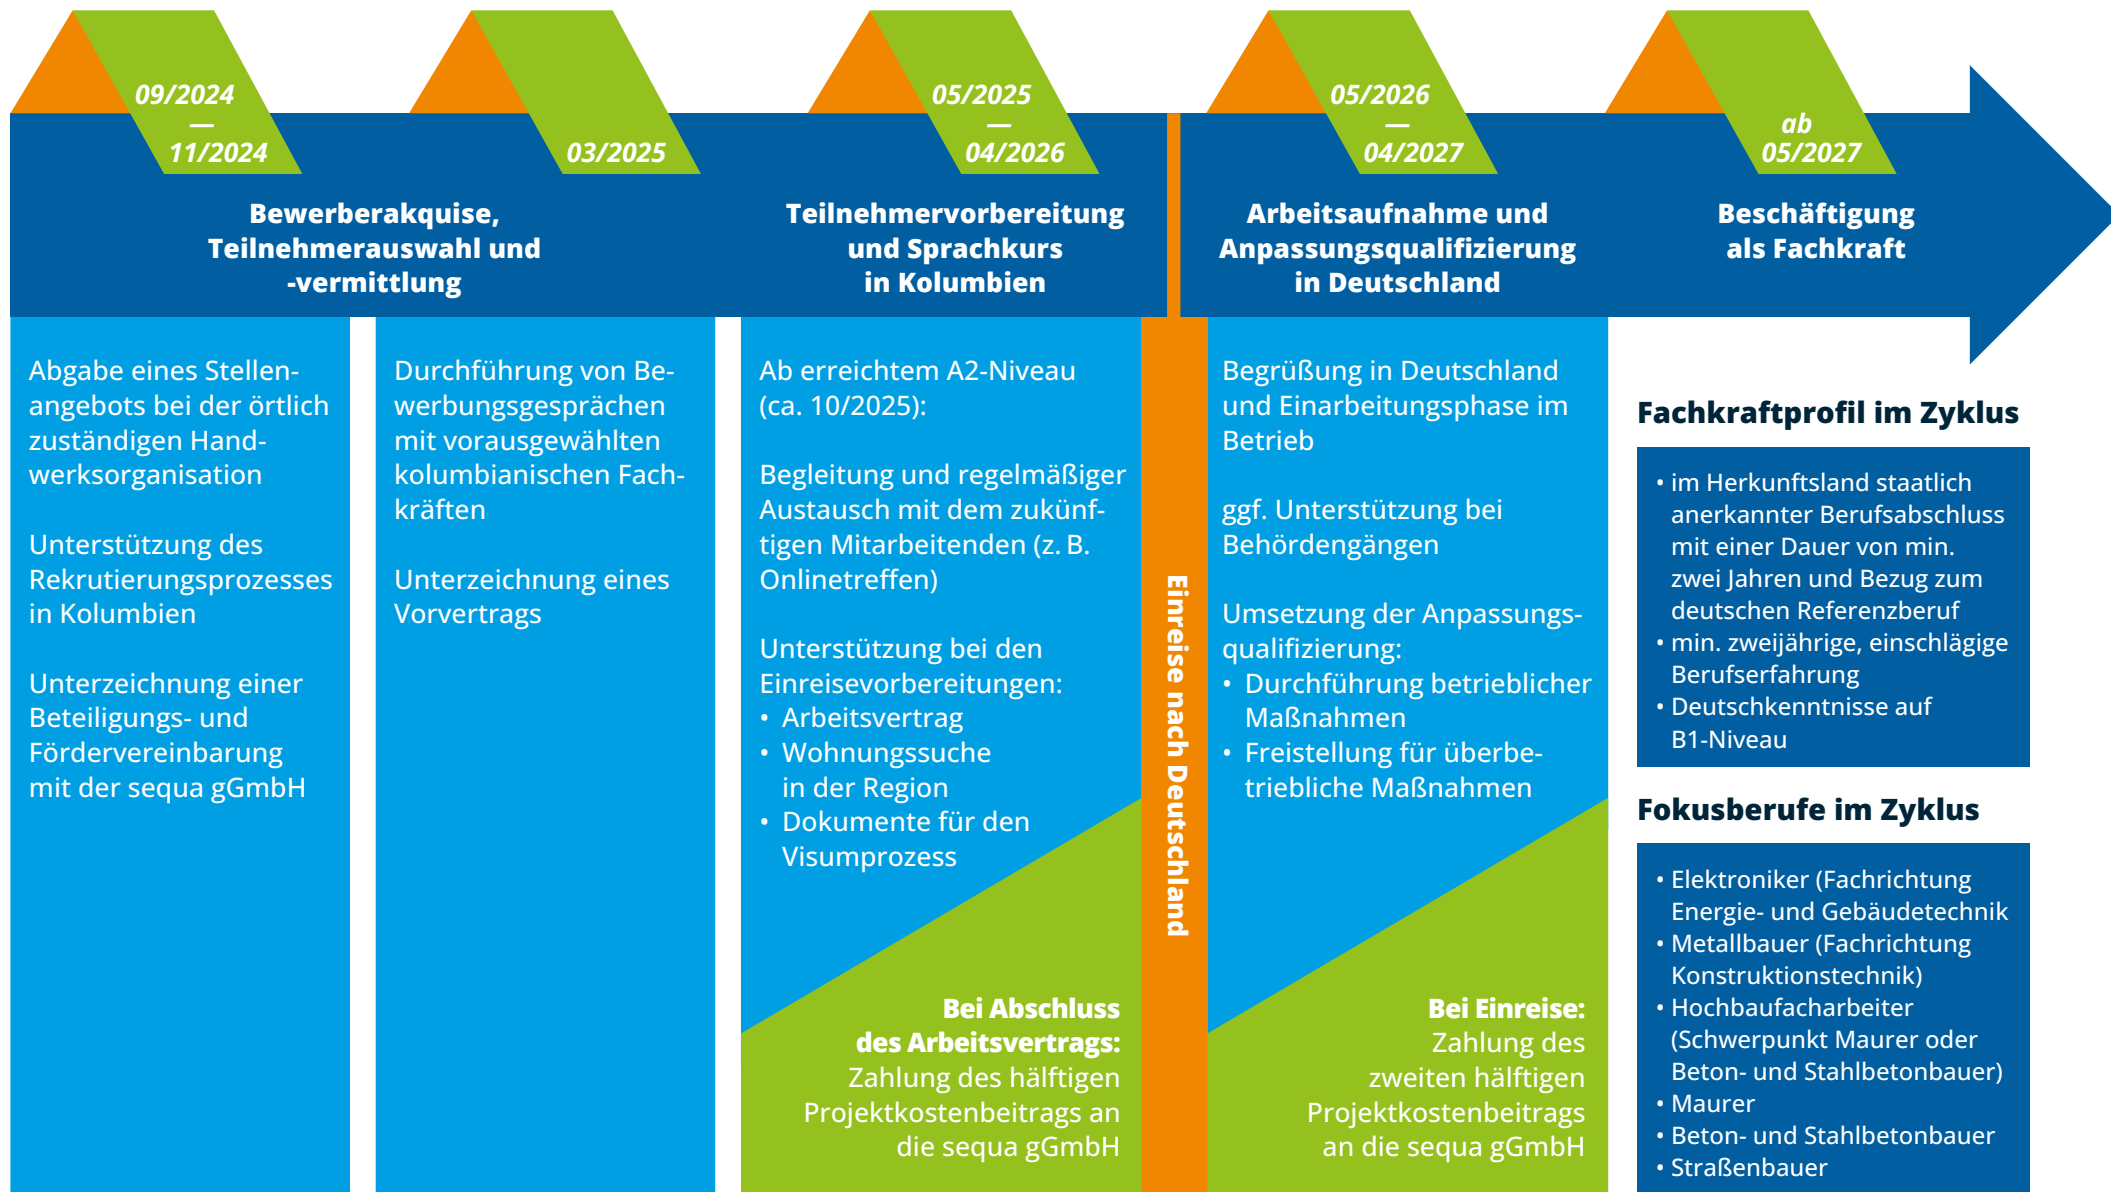 09/2024
—
11/2024
03/2025
05/2025
—
04/2026
05/2026
—
04/2027
ab
05/2027
Bewerberakquise,
Teilnehmerauswahl und
-vermittlung
Teilnehmervorbereitung
und Sprachkurs
in Kolumbien
Arbeitsaufnahme und
Anpassungsqualifizierung
in Deutschland
Beschäftigung
als Fachkraft
Abgabe eines Stellen-
angebots bei der örtlich
zuständigen Hand-
werksorganisation
Unterstützung des
Rekrutierungsprozesses
in Kolumbien
Unterzeichnung einer
Beteiligungs- und
Fördervereinbarung
mit der sequa gGmbH
Durchführung von Be-
werbungsgesprächen
mit vorausgewählten
kolumbianischen Fach-
kräften
Unterzeichnung eines
Vorvertrags
Ab erreichtem A2-Niveau
(ca. 10/2025):
Begleitung und regelmäßiger
Austausch mit dem zukünf-
tigen Mitarbeitenden (z. B.
Onlinetreffen)
Unterstützung bei den
Einreisevorbereitungen:
• Arbeitsvertrag
• Wohnungssuche
in der Region
• Dokumente für den
Visumprozess
Bei Abschluss
des Arbeitsvertrags:
Zahlung des hälftigen
Projektkostenbeitrags an
die sequa gGmbH
Einreise nach Deutschland
Begrüßung in Deutschland
und Einarbeitungsphase im
Betrieb
ggf. Unterstützung bei
Behördengängen
Umsetzung der Anpassungs-
qualifizierung:
• Durchführung betrieblicher
Maßnahmen
• Freistellung für überbe-
triebliche Maßnahmen
Bei Einreise:
Zahlung des
zweiten hälftigen
Projektkostenbeitrags
an die sequa gGmbH
Fachkraftprofil im Zyklus
• im Herkunftsland staatlich
anerkannter Berufsabschluss
mit einer Dauer von min.
zwei Jahren und Bezug zum
deutschen Referenzberuf
• min. zweijährige, einschlägige
Berufserfahrung
• Deutschkenntnisse auf
B1-Niveau
Fokusberufe im Zyklus
• Elektroniker (Fachrichtung
Energie- und Gebäudetechnik
• Metallbauer (Fachrichtung
Konstruktionstechnik)
• Hochbaufacharbeiter
(Schwerpunkt Maurer oder
Beton- und Stahlbetonbauer)
• Maurer
• Beton- und Stahlbetonbauer
• Straßenbauer